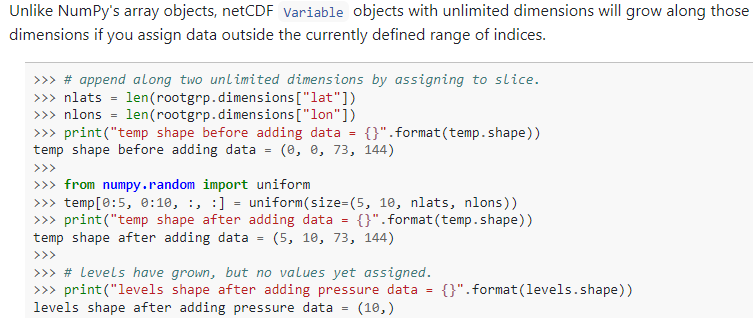 Unlike NumPy's array objects, netCDF Variable objects with unlimited dimensions will grow along those
dimensions if you assign data outside the currently defined range of indices.
>>> # append along two unlimited dimensions by assigning to slice.
>>> nlats = len(rootgrp.dimensions["lat"])
>>> nlons = len(rootgrp.dimensions["lon"])
>>> print("temp shape before adding data = {}".format(temp.shape))
temp shape before adding data = (0, 0, 73, 144)
>>>
>>> from numpy.random import uniform
>>> temp[0:5, 0:10, :, :] = uniform(size=(5, 10, nlats, nlons))
>>> print("temp shape after adding data = {}".format(temp.shape))
temp shape after adding data = (5, 10, 73, 144)
>>>
>>> # levels have grown, but no values yet assigned.
>>> print("levels shape after adding pressure data = {}".format(levels.shape))
levels shape after adding pressure data = (10,)